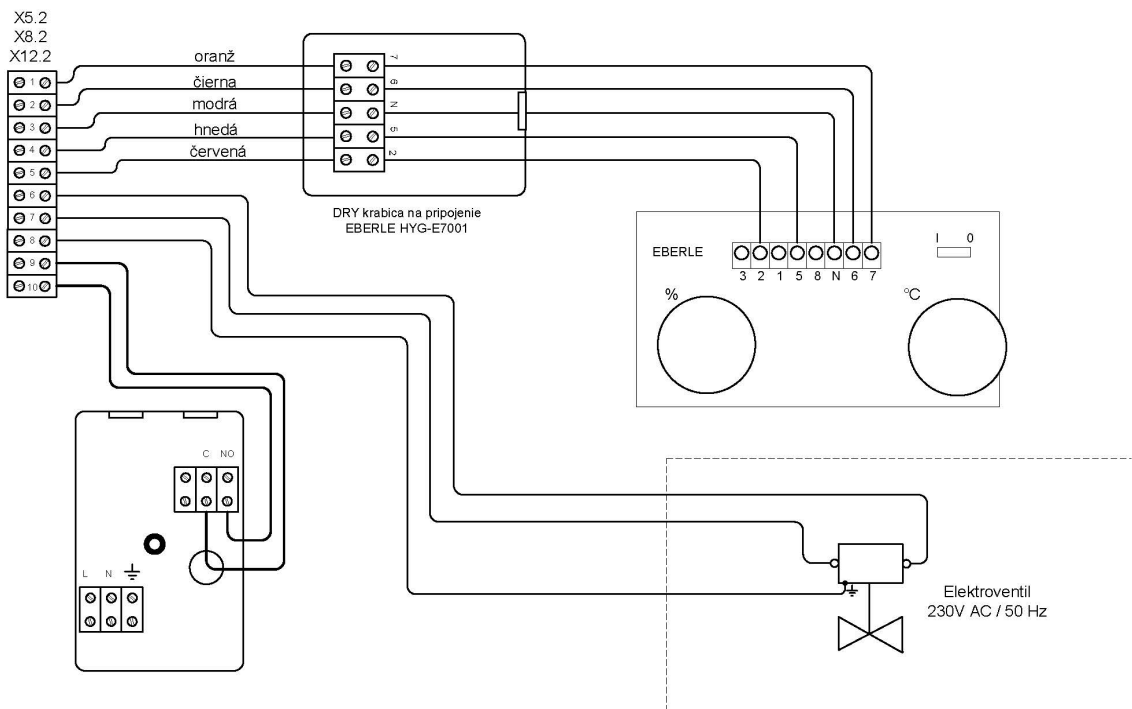 X5.2
X8.2
X12.2
1
2
3
4
5
6
7
8
9
10
oranž
čierna
modrá
hnedá
červená
7
6
N
5
2
DRY krabica na pripojenie
EBERLE HYG-E7001
EBERLE
3 2 1 5 8 N 6 7
I 0
%
°C
C NO
L N
Elektroventil
230V AC / 50 Hz